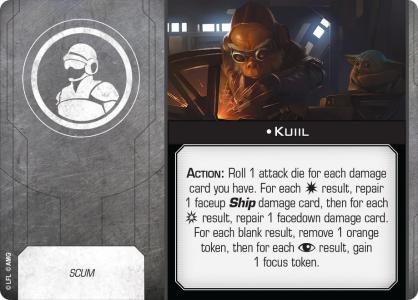 • Kuiil
Action: Roll 1 attack die for each damage
card you have. For each result, repair
1 faceup Ship damage card, then for each
result, repair 1 facedown damage card.
For each blank result, remove 1 orange
token, then for each result, gain
1 focus token.
SCUM
© LFL © AMG